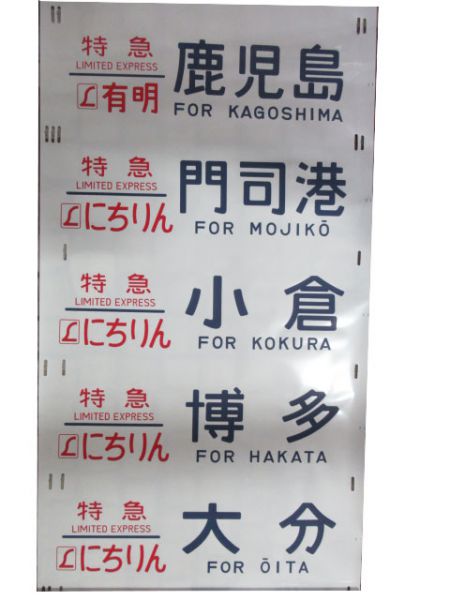 特急 鹿児島
LIMITED EXPRESS
L有明 FOR KAGOSHIMA
特急 門司港
LIMITED EXPRESS
Lにちりん FOR MOJIKŌ
特急 小倉
LIMITED EXPRESS
Lにちりん FOR KOKURA
特急 博多
LIMITED EXPRESS
Lにちりん FOR HAKATA
特急 大分
LIMITED EXPRESS
Lにちりん FOR ŌITA